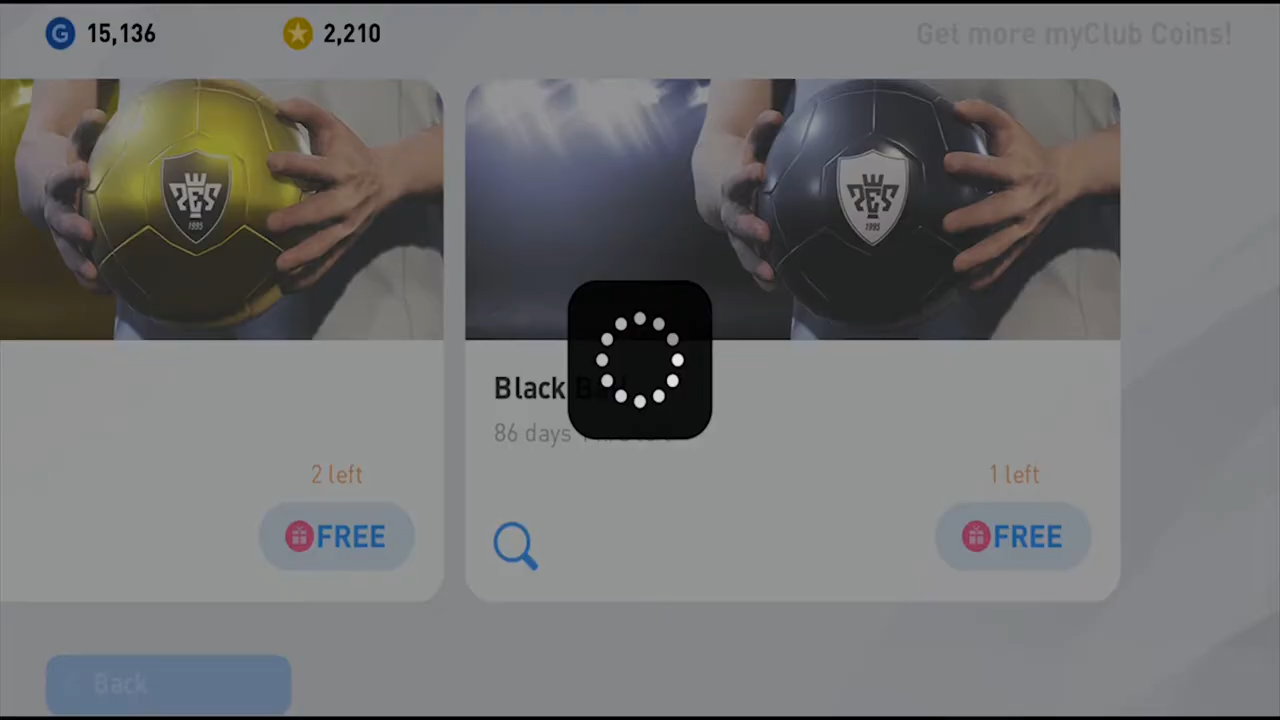 G 15,136
2,210
Get more myClub Coins!
PES
1995
PES
1995
Black
86 days
2 left
1 left
FREE
FREE
Back